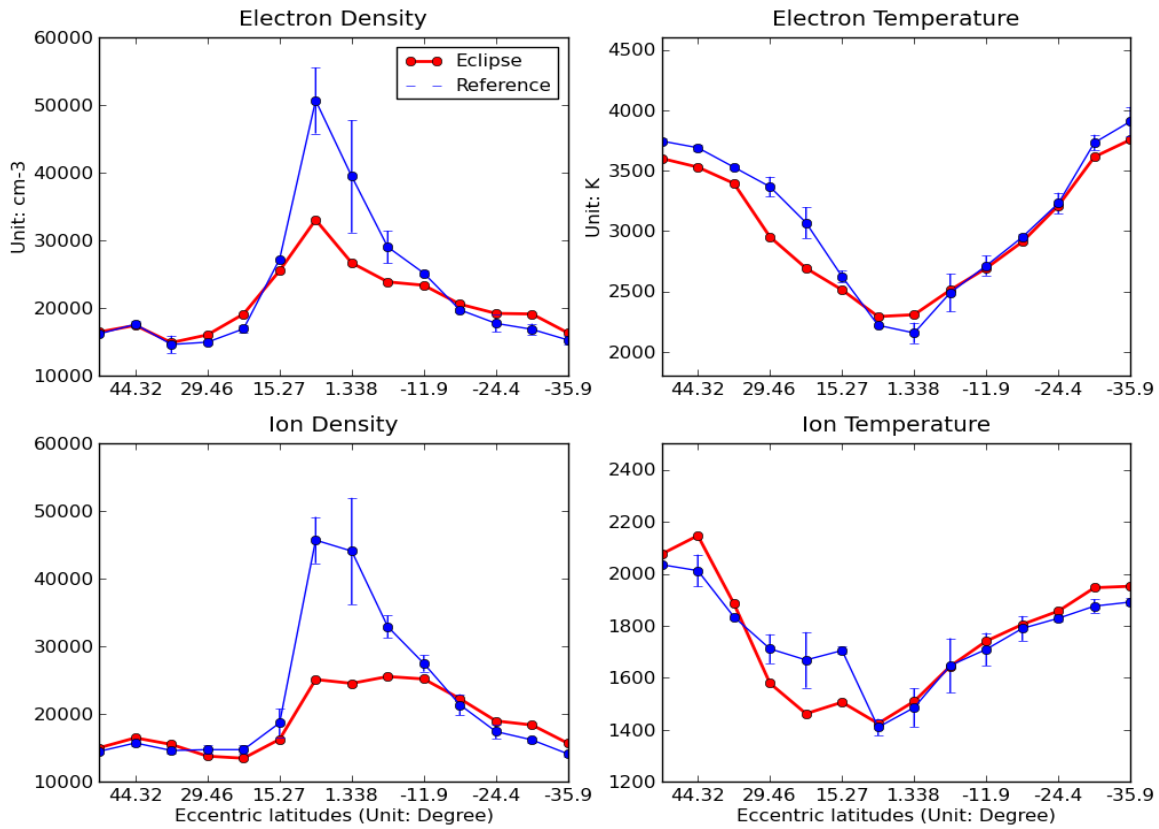 Electron Density
60000
50000
40000
30000
20000
10000
Unit: cm-3
Eclipse
Reference
44.32 29.46 15.27 1.338 -11.9 -24.4 -35.9
Electron Temperature
4500
4000
3500
3000
2500
2000
Unit: K
44.32 29.46 15.27 1.338 -11.9 -24.4 -35.9
Ion Density
60000
50000
40000
30000
20000
10000
44.32 29.46 15.27 1.338 -11.9 -24.4 -35.9
Eccentric latitudes (Unit: Degree)
Ion Temperature
2400
2200
2000
1800
1600
1400
1200
44.32 29.46 15.27 1.338 -11.9 -24.4 -35.9
Eccentric latitudes (Unit: Degree)